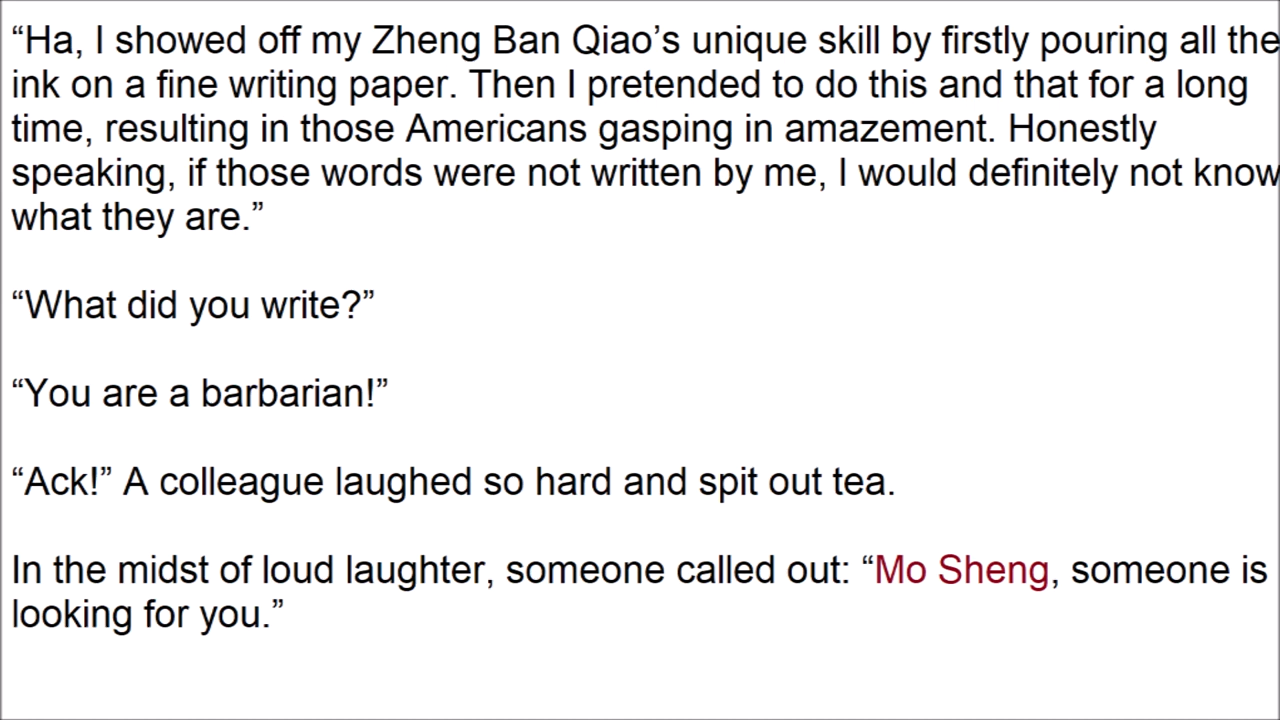 “Ha, I showed off my Zheng Ban Qiao’s unique skill by firstly pouring all the
ink on a fine writing paper. Then I pretended to do this and that for a long
time, resulting in those Americans gasping in amazement. Honestly
speaking, if those words were not written by me, I would definitely not know
what they are.”
“What did you write?”
“You are a barbarian!”
“Ack!” A colleague laughed so hard and spit out tea.
In the midst of loud laughter, someone called out: “Mo Sheng, someone is
looking for you.”